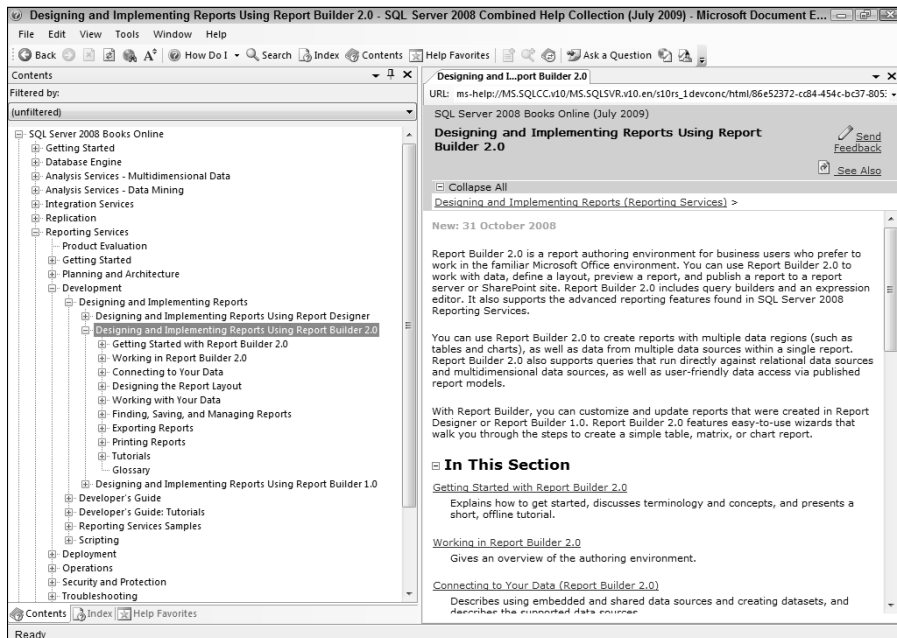 Designing and Implementing Reports Using Report Builder 2.0 - SQL Server 2008 Combined Help Collection (July 2009) - Microsoft Document E...
File Edit View Tools Window Help
Back How Do I Search Index Contents Help Favorites Ask a Question
Contents
Filtered by:
(unfiltered)
SQL Server 2008 Books Online
Getting Started
Database Engine
Analysis Services - Multidimensional Data
Analysis Services - Data Mining
Integration Services
Replication
Reporting Services
Product Evaluation
Getting Started
Planning and Architecture
Development
Designing and Implementing Reports
Designing and Implementing Reports Using Report Designer
Designing and Implementing Reports Using Report Builder 2.0
Getting Started with Report Builder 2.0
Working in Report Builder 2.0
Connecting to Your Data
Designing the Report Layout
Working with Your Data
Finding, Saving, and Managing Reports
Exporting Reports
Printing Reports
Tutorials
Glossary
Designing and Implementing Reports Using Report Builder 1.0
Developer's Guide
Developer's Guide: Tutorials
Reporting Services Samples
Scripting
Deployment
Operations
Security and Protection
Troubleshooting
Contents Index Help Favorites
Ready
Designing and I...port Builder 2.0
URL: ms-help://MS.SQLCC.v10/MS.SQLSVR.v10.en/s10rs_1devconc/html/86e52372-cc84-454c-bc37-805:
SQL Server 2008 Books Online (July 2009)
Designing and Implementing Reports Using Report
Builder 2.0
Send
Feedback
See Also
Collapse All
Designing and Implementing Reports (Reporting Services) >
New: 31 October 2008
Report Builder 2.0 is a report authoring environment for business users who prefer to
work in the familiar Microsoft Office environment. You can use Report Builder 2.0 to
work with data, define a layout, preview a report, and publish a report to a report
server or SharePoint site. Report Builder 2.0 includes query builders and an expression
editor. It also supports the advanced reporting features found in SQL Server 2008
Reporting Services.
You can use Report Builder 2.0 to create reports with multiple data regions (such as
tables and charts), as well as data from multiple data sources within a single report.
Report Builder 2.0 also supports queries that run directly against relational data sources
and multidimensional data sources, as well as user-friendly data access via published
report models.
With Report Builder, you can customize and update reports that were created in Report
Designer or Report Builder 1.0. Report Builder 2.0 features easy-to-use wizards that
walk you through the steps to create a simple table, matrix, or chart report.
In This Section
Getting Started with Report Builder 2.0
Explains how to get started, discusses terminology and concepts, and presents a
short, offline tutorial.
Working in Report Builder 2.0
Gives an overview of the authoring environment.
Connecting to Your Data (Report Builder 2.0)
Describes using embedded and shared data sources and creating datasets, and
describes the supported data sources